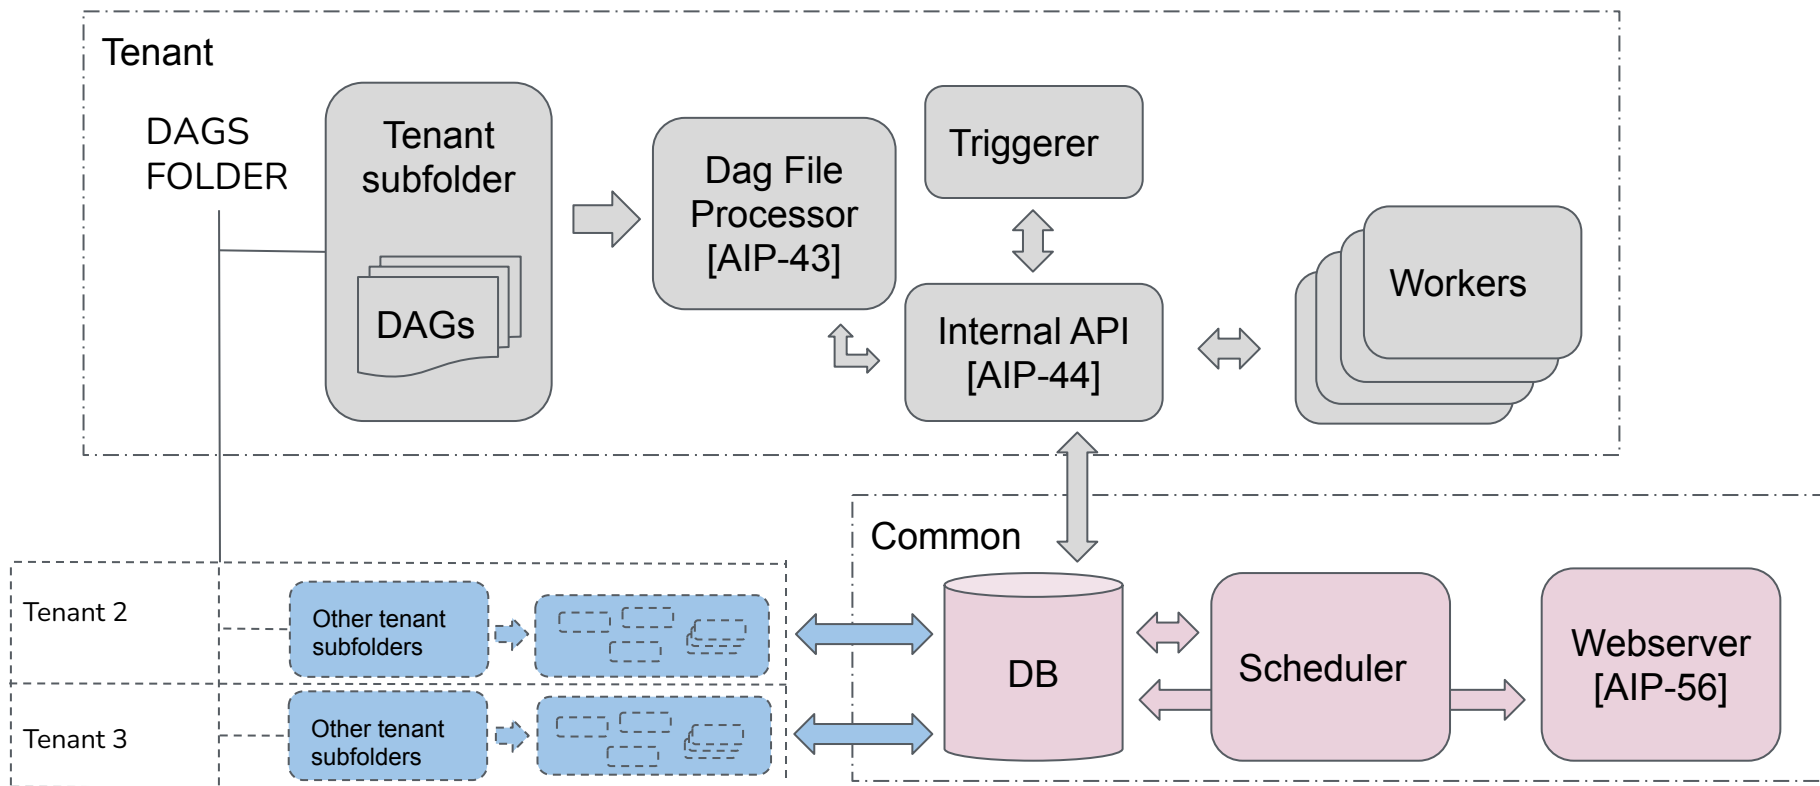 Tenant
DAGS
FOLDER
Tenant
subfolder
DAGs
Dag File
Processor
[AIP-43]
Triggerer
Internal API
[AIP-44]
Workers
Common
Tenant 2
Other tenant
subfolders
Tenant 3
Other tenant
subfolders
DB
Scheduler
Webserver
[AIP-56]